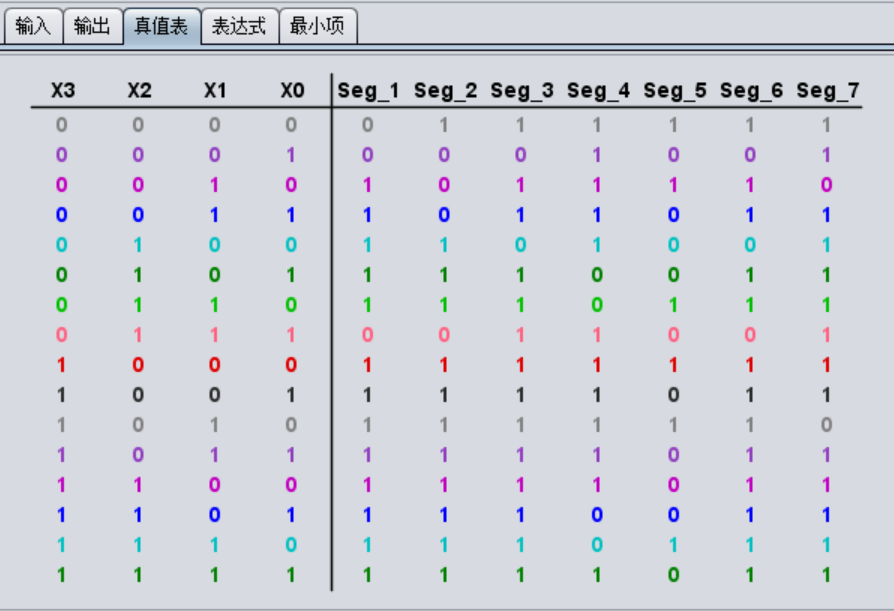 输入 输出 真值表 表达式 最小项
X3 X2 X1 X0 Seg_1 Seg_2 Seg_3 Seg_4 Seg_5 Seg_6 Seg_7
0 0 0 0 0 1 1 1 1 1 1
0 0 0 1 0 0 0 1 0 0 1
0 0 1 0 1 0 1 1 1 1 0
0 0 1 1 1 0 1 1 0 1 1
0 1 0 0 1 1 0 1 0 0 1
0 1 0 1 1 1 1 0 0 1 1
0 1 1 0 1 1 1 0 1 1 1
0 1 1 1 0 0 1 1 0 0 1
1 0 0 0 1 1 1 1 1 1 1
1 0 0 1 1 1 1 1 0 1 1
1 0 1 0 1 1 1 1 1 1 0
1 0 1 1 1 1 1 1 0 1 1
1 1 0 0 1 1 1 1 0 1 1
1 1 0 1 1 1 1 0 0 1 1
1 1 1 0 1 1 1 0 1 1 1
1 1 1 1 1 1 1 1 0 1 1